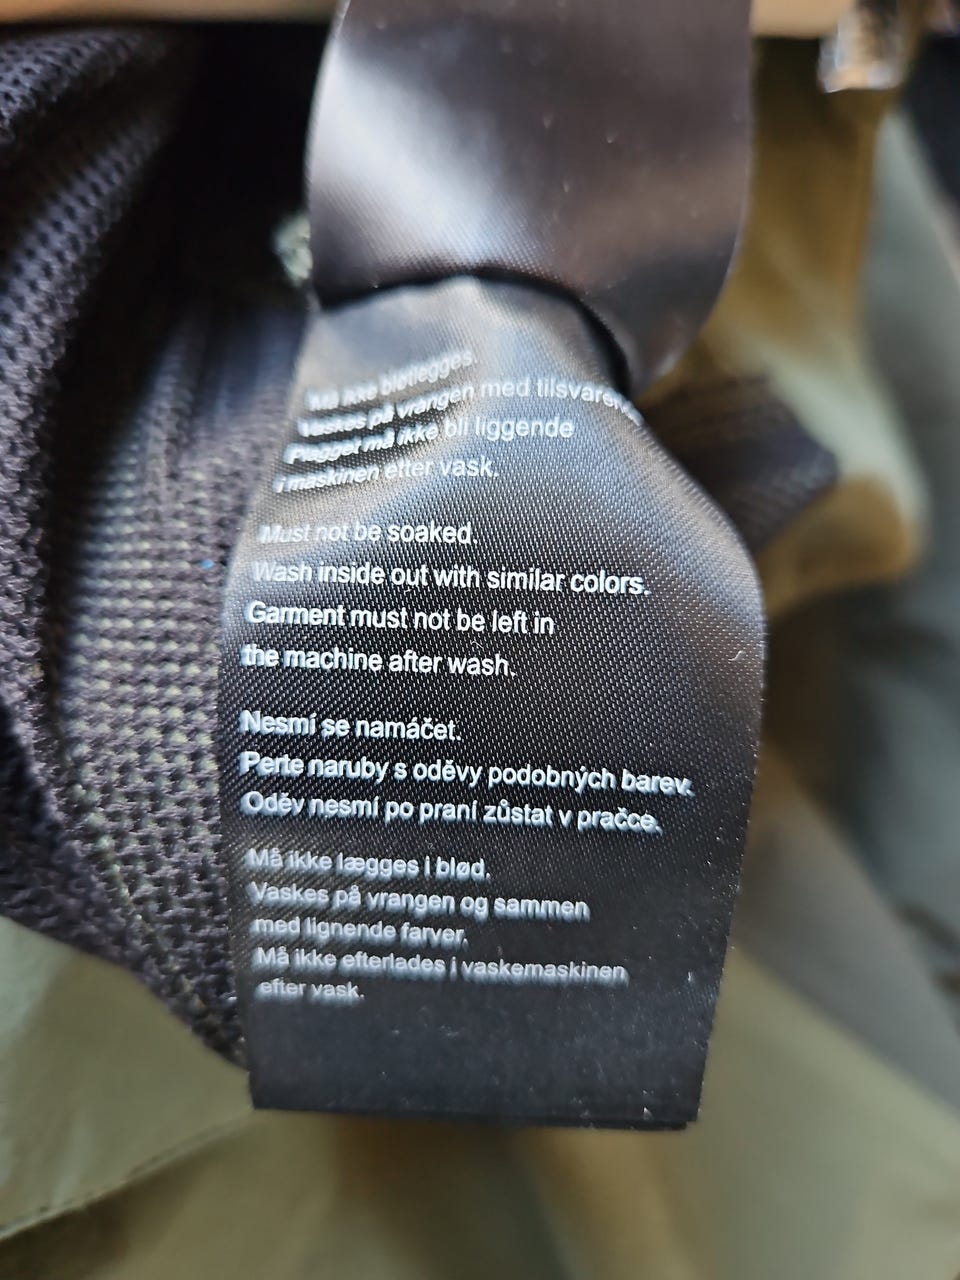 Må ikke bløtlegges.
Vaskes på vrangen med
Plagget må ikke bli liggende
i maskinen etter vask.
Must not be soaked.
Wash inside out with similar colors.
Garment must not be left in
the machine after wash.
Nesmí se namáčet.
Perte naruby s oděvy podobných barev.
Oděv nesmí po praní zůstat v pračce.
Må ikke lægges i blød.
Vaskes på vrangen og sammen
med lignende farver.
Må ikke efterlades i vaskemaskinen
efter vask.